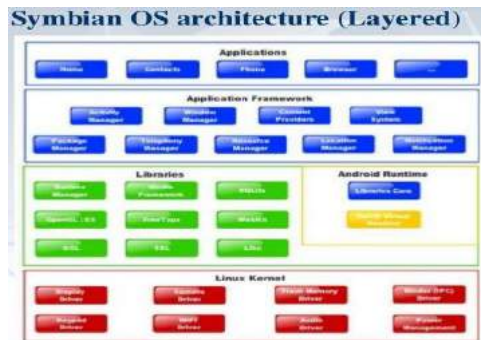 Symbian OS architecture (Layered)
Applications
Home
Contacts
Phone
Browser
...
Application Framework
Activity
Manager
Window
Manager
Content
Providers
View
System
Package
Manager
Telephony
Manager
Resource
Manager
Location
Manager
Notification
Manager
Libraries
Surface
Manager
Media
Framework
SQLite
OpenGL | ES
FreeType
WebKit
SGL
SSL
Libc
Android Runtime
Libraries Core
Linux Kernel
Display
Driver
Camera
Driver
Flash Memory
Driver
Binder (IPC)
Driver
Keypad
Driver
WiFi
Driver
Audio
Driver
Power
Management